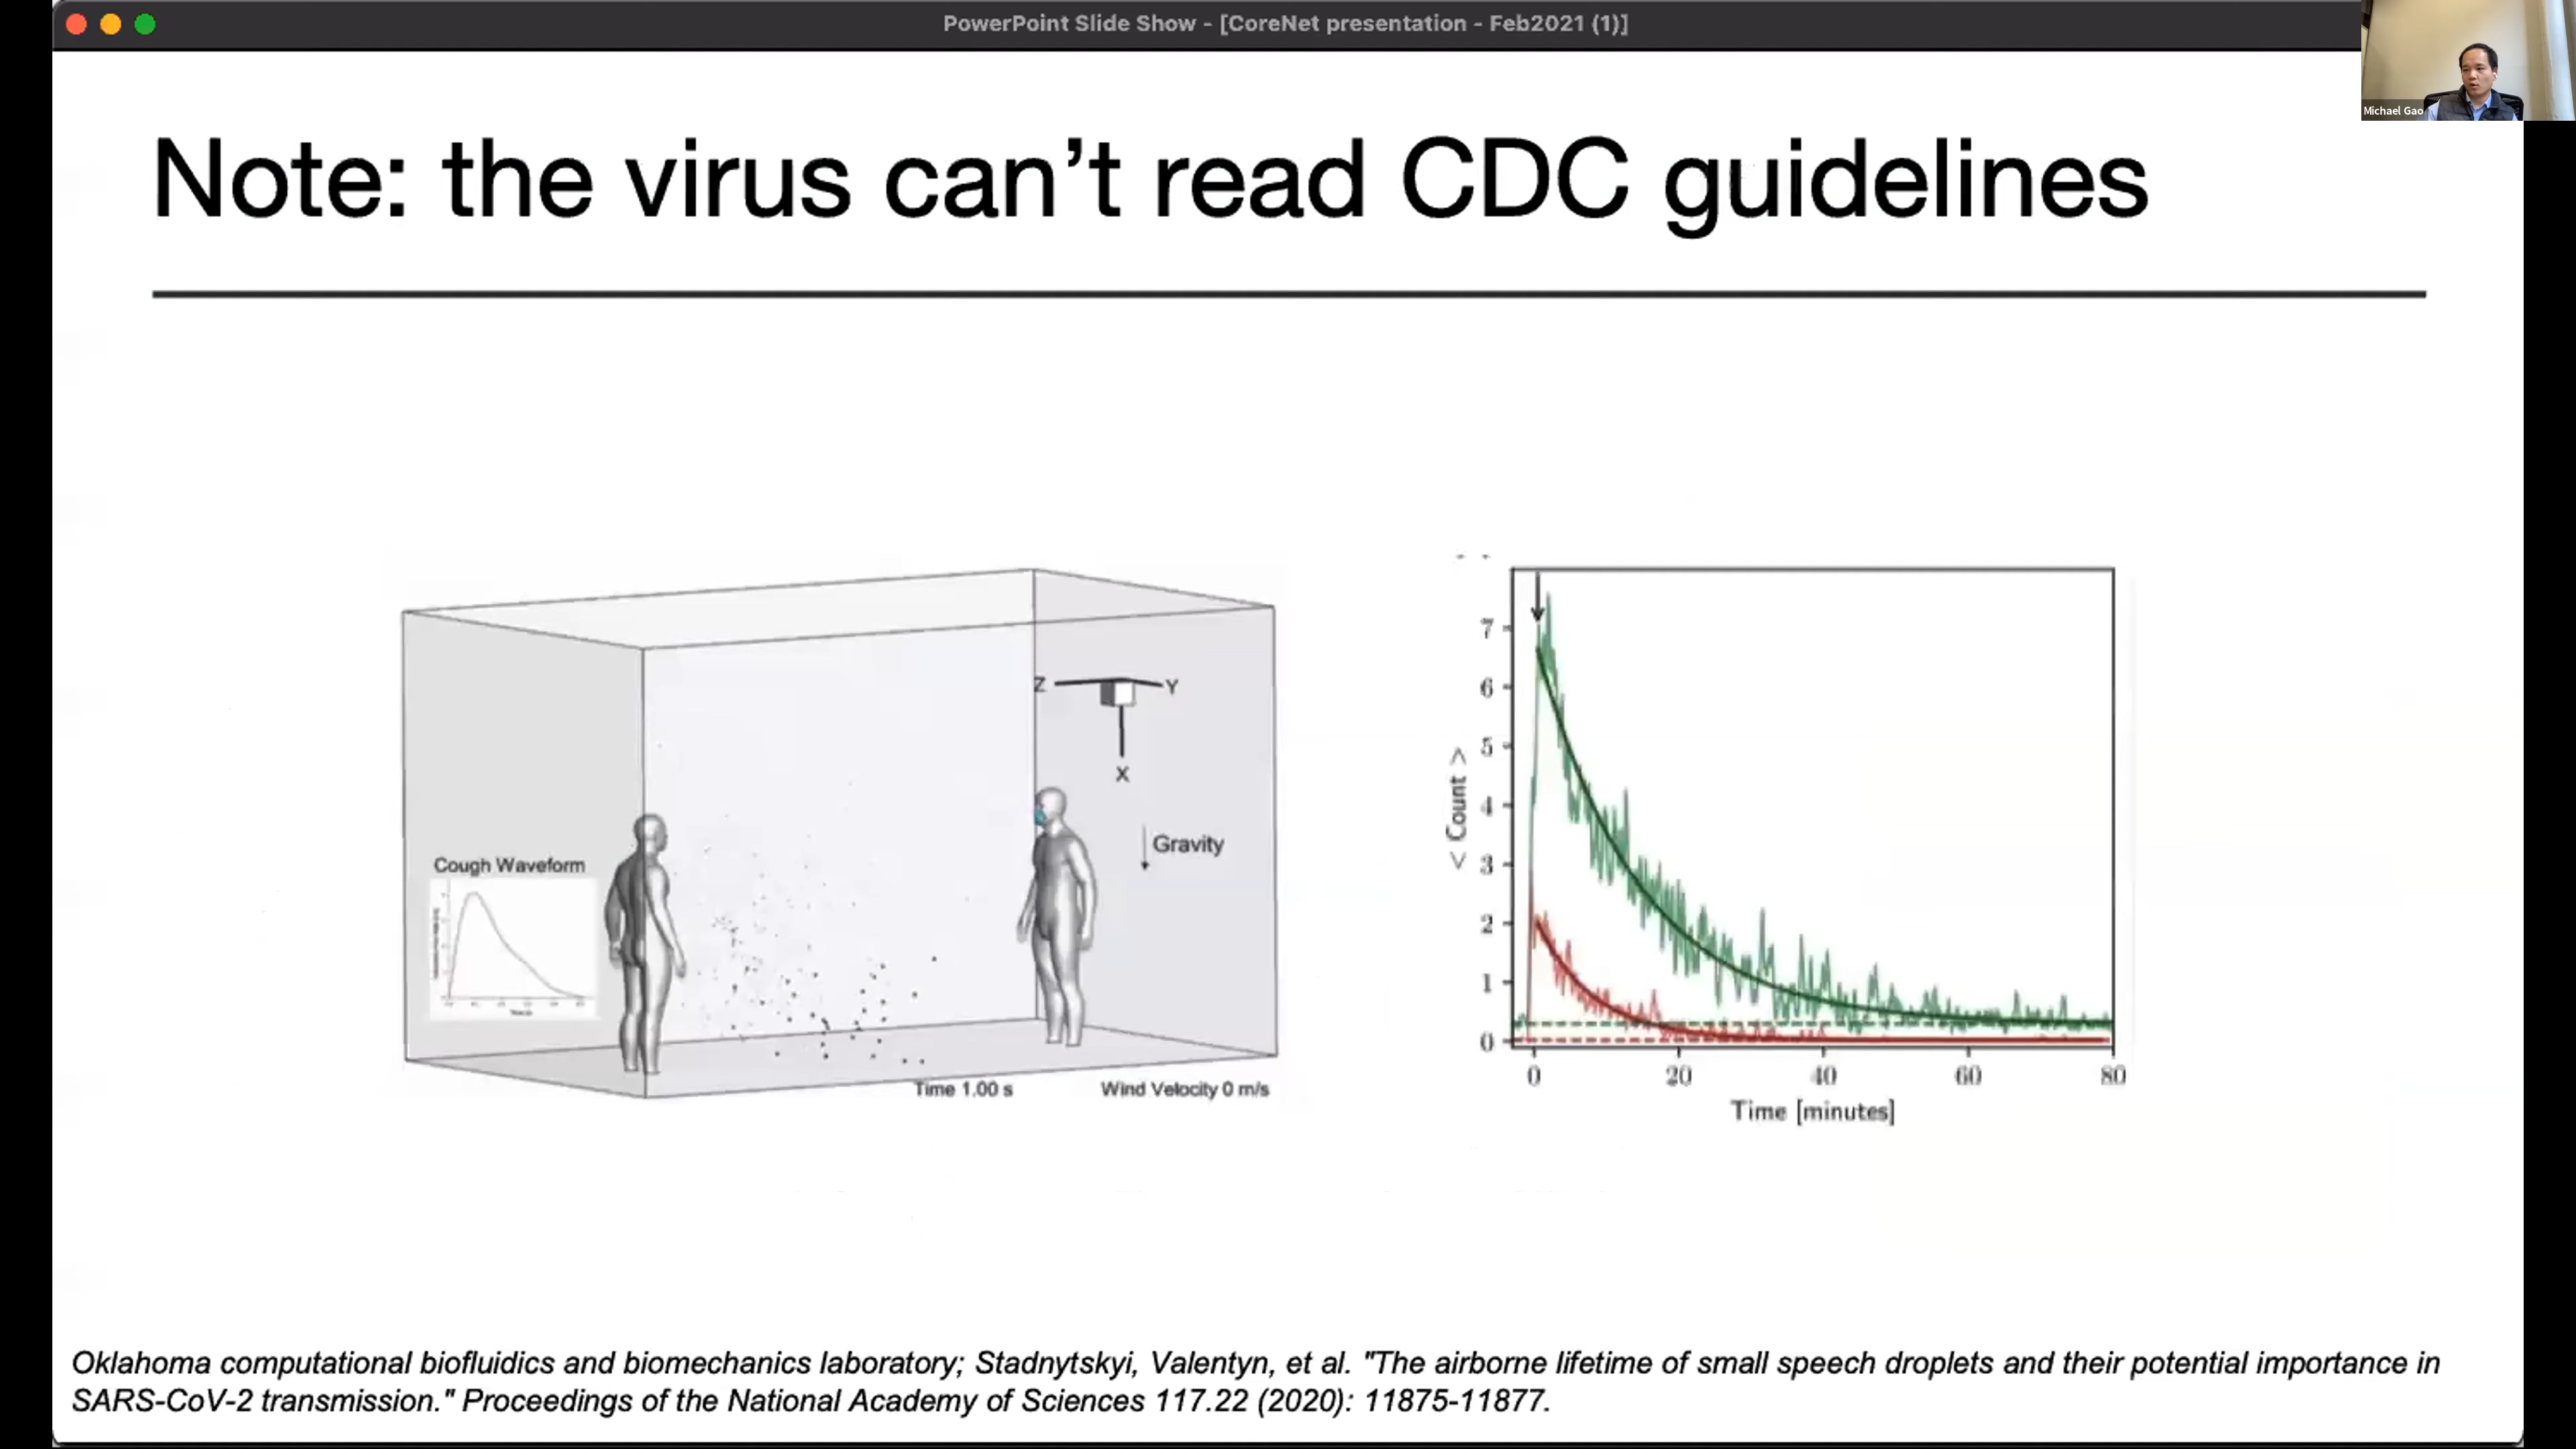 PowerPoint Slide Show - [CoreNet presentation - Feb2021 (1)]
Michael Gao
Note: the virus can’t read CDC guidelines
Z
Y
X
Gravity
Cough Waveform
Time 1.00 s
Wind Velocity 0 m/s
< Count >
7
6
5
4
3
2
1
0
0 20 40 60 80
Time [minutes]
Oklahoma computational biofluidics and biomechanics laboratory; Stadnytskyi, Valentyn, et al. "The airborne lifetime of small speech droplets and their potential importance in
SARS-CoV-2 transmission." Proceedings of the National Academy of Sciences 117.22 (2020): 11875-11877.